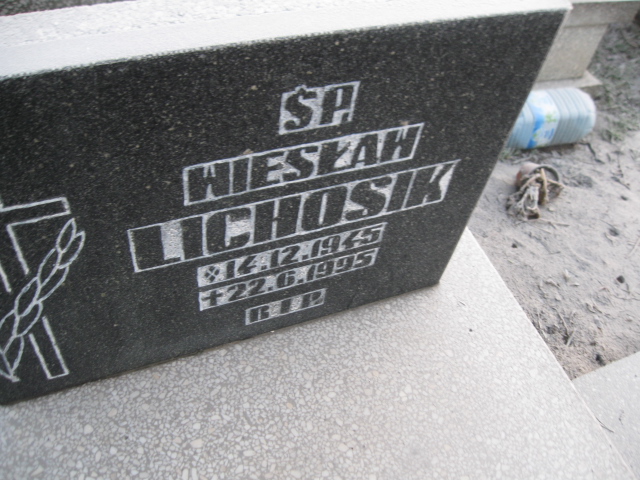 ŚP.
WIESŁAW
LICHOSIK
*14.12.1945
†22.6.1995
R I P